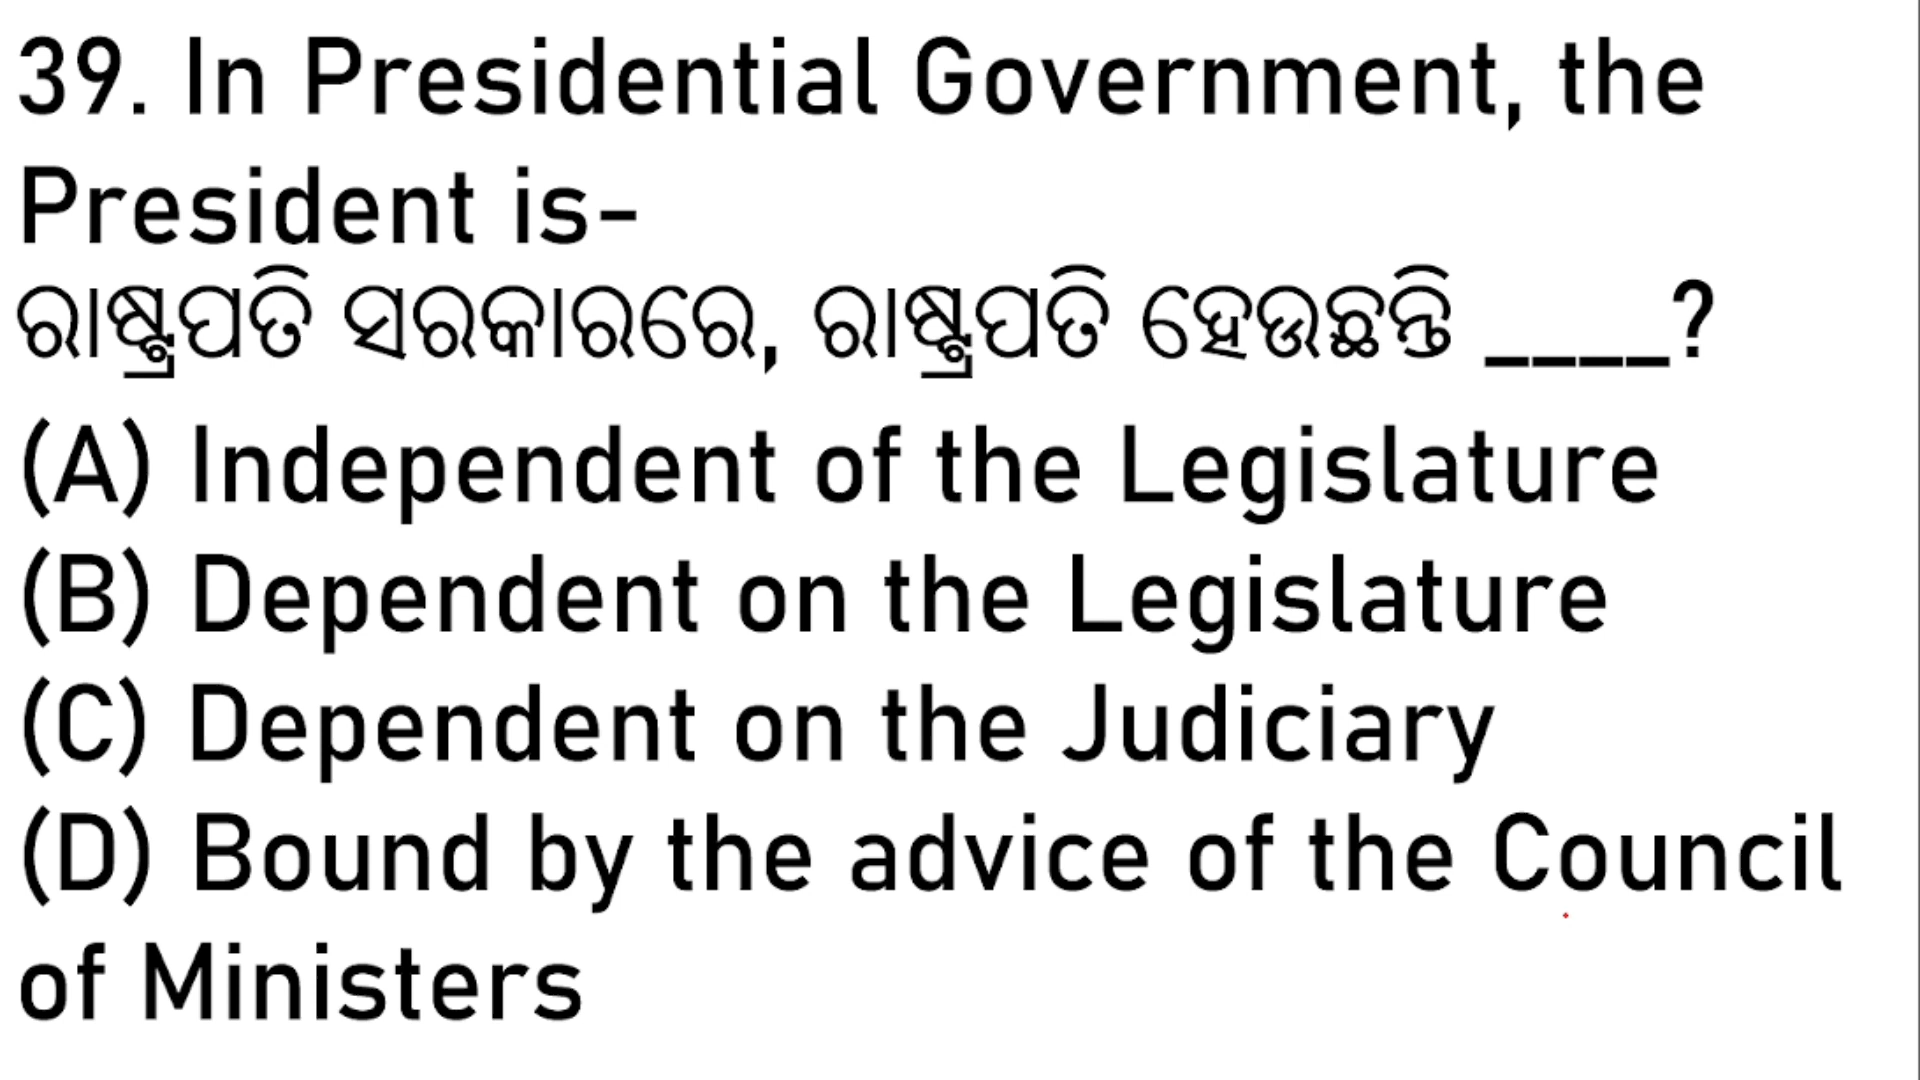 39. In Presidential Government, the
President is-
ରାଷ୍ଟ୍ରପତି ସରକାରରେ, ରାଷ୍ଟ୍ରପତି ହେଉଛନ୍ତି ____?
(A) Independent of the Legislature
(B) Dependent on the Legislature
(C) Dependent on the Judiciary
(D) Bound by the advice of the Council
of Ministers